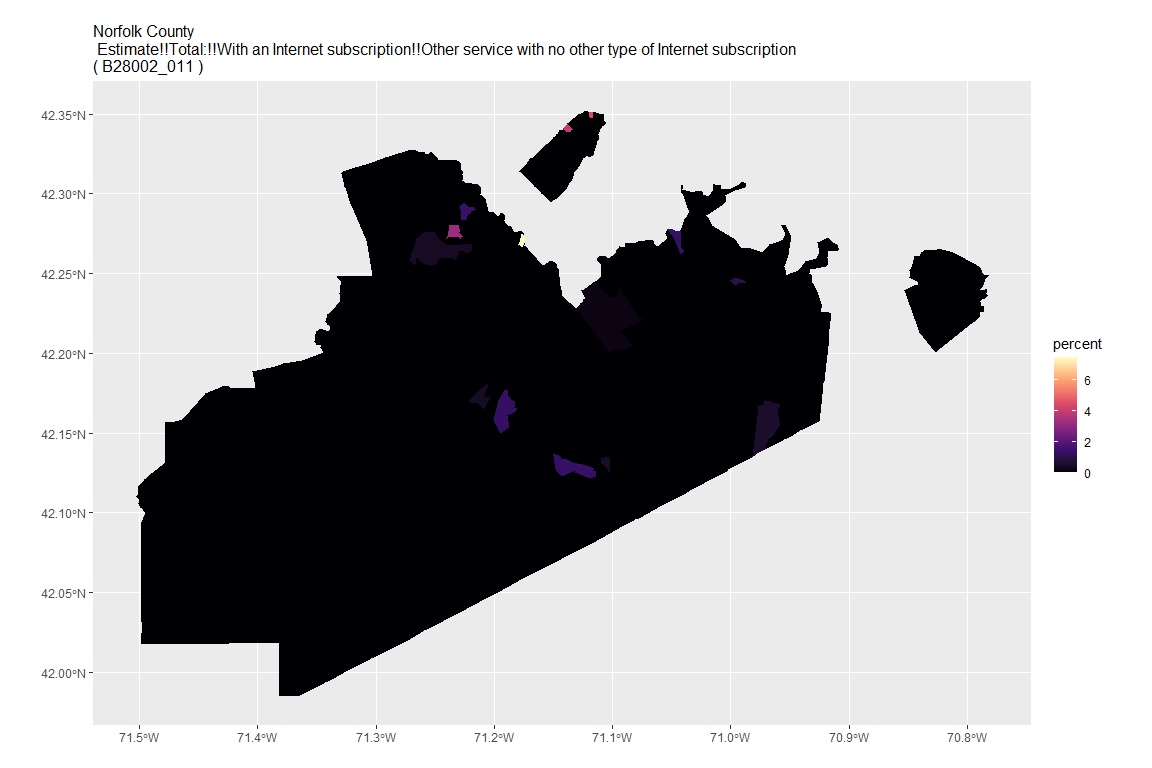 Norfolk County
Estimate!!Total:!!With an Internet subscription!!Other service with no other type of Internet subscription
( B28002_011 )
42.35°N
42.30°N
42.25°N
42.20°N
42.15°N
42.10°N
42.05°N
42.00°N
71.5°W
71.4°W
71.3°W
71.2°W
71.1°W
71.0°W
70.9°W
70.8°W
percent
6
4
2
0